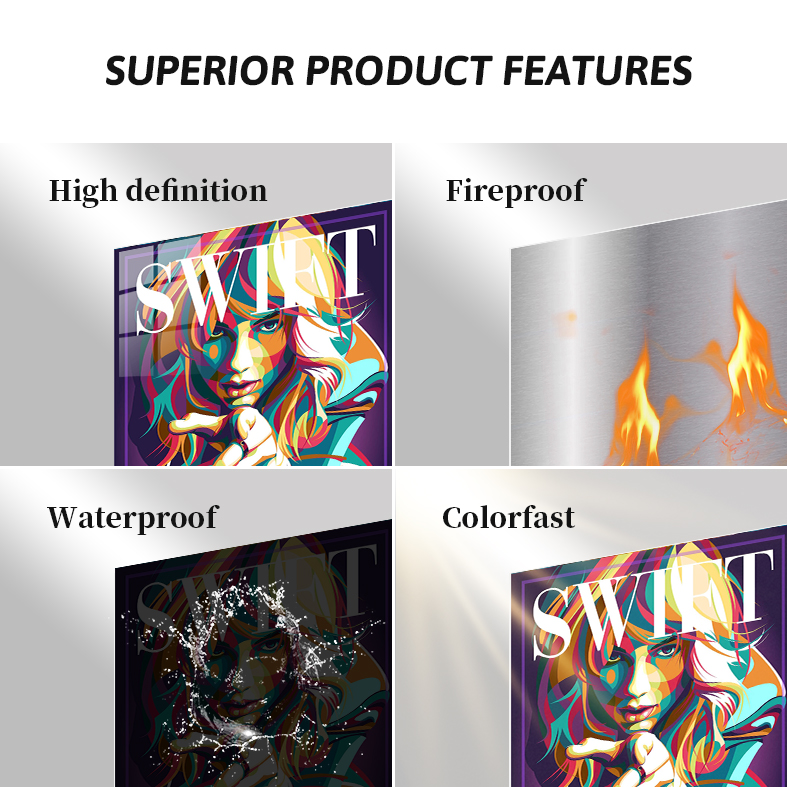 SUPERIOR PRODUCT FEATURES
High definition
Fireproof
SWIFT
Waterproof
Colorfast
SWIFT
SWIFT